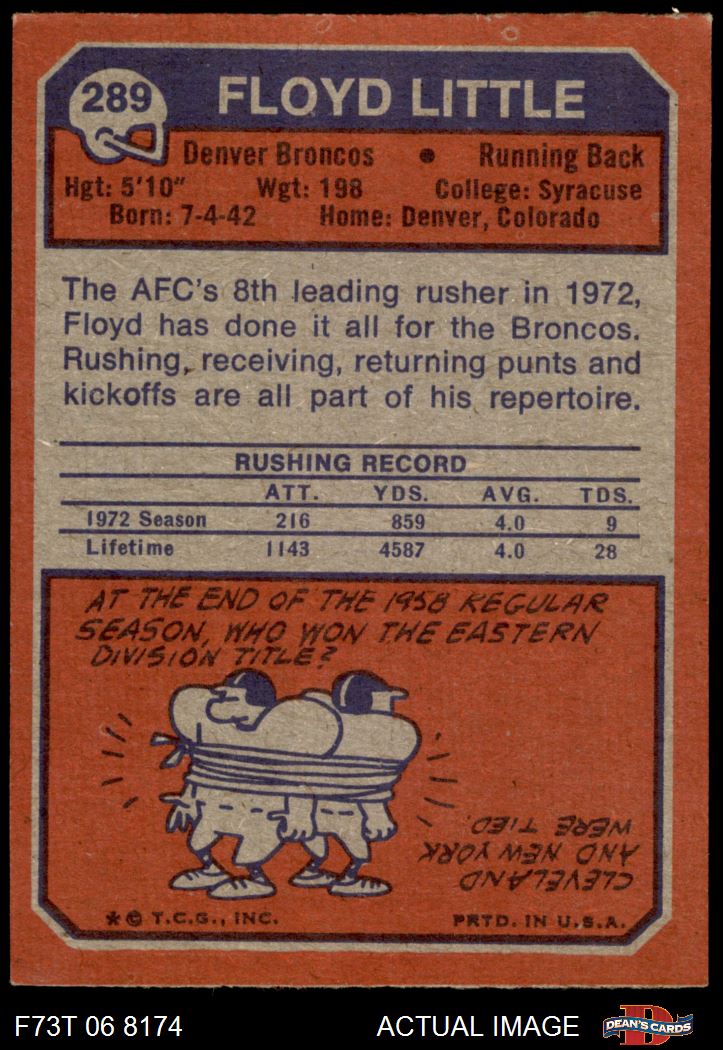 289
FLOYD LITTLE
Denver Broncos • Running Back
Hgt: 5'10" Wgt: 198 College: Syracuse
Born: 7-4-42 Home: Denver, Colorado
The AFC's 8th leading rusher in 1972,
Floyd has done it all for the Broncos.
Rushing, receiving, returning punts and
kickoffs are all part of his repertoire.
RUSHING RECORD
ATT. YDS. AVG. TDS.
1972 Season 216 859 4.0 9
Lifetime 1143 4587 4.0 28
AT THE END OF THE 1958 REGULAR
SEASON, WHO WON THE EASTERN
DIVISION TITLE?
CLEVELAND
AND NEW YORK
WERE TIED.
* © T.C.G., INC. PRTD. IN U.S.A.
F73T 06 8174 ACTUAL IMAGE
D
DEAN'S CARDS